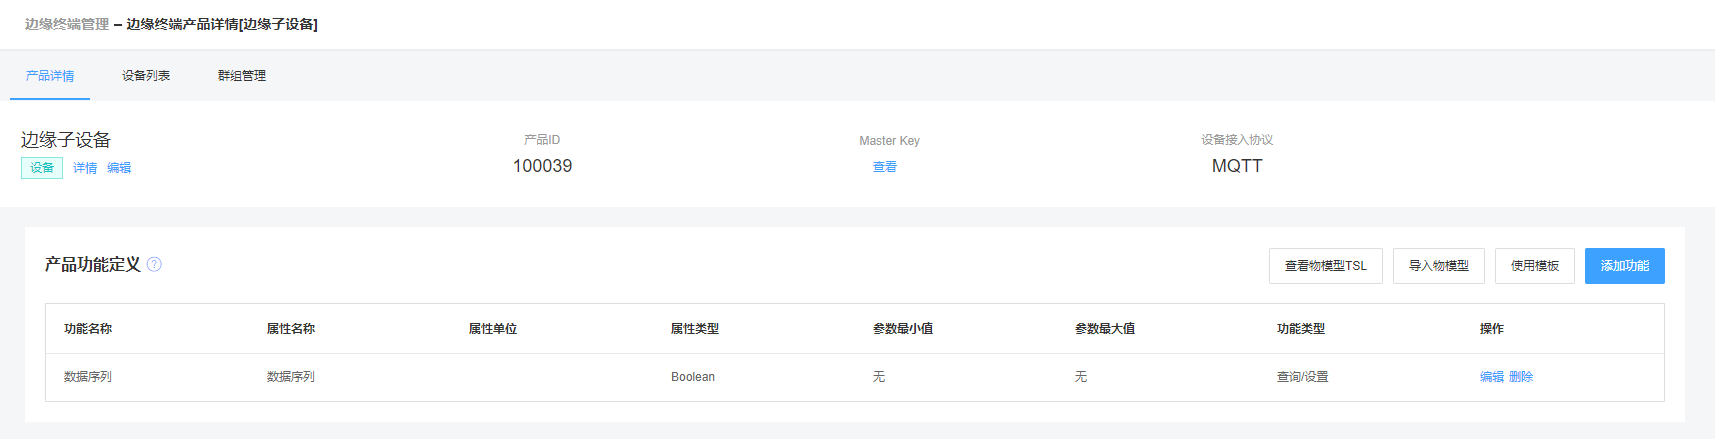 边缘终端管理 – 边缘终端产品详情[边缘子设备]
产品详情 设备列表 群组管理
边缘子设备 产品ID Master Key 设备接入协议
设备 详情 编辑 100039 查看 MQTT
产品功能定义 ? 查看物模型TSL 导入物模型 使用模板 添加功能
功能名称 属性名称 属性单位 属性类型 参数最小值 参数最大值 功能类型 操作
数据序列 数据序列 Boolean 无 无 查询/设置 编辑 删除